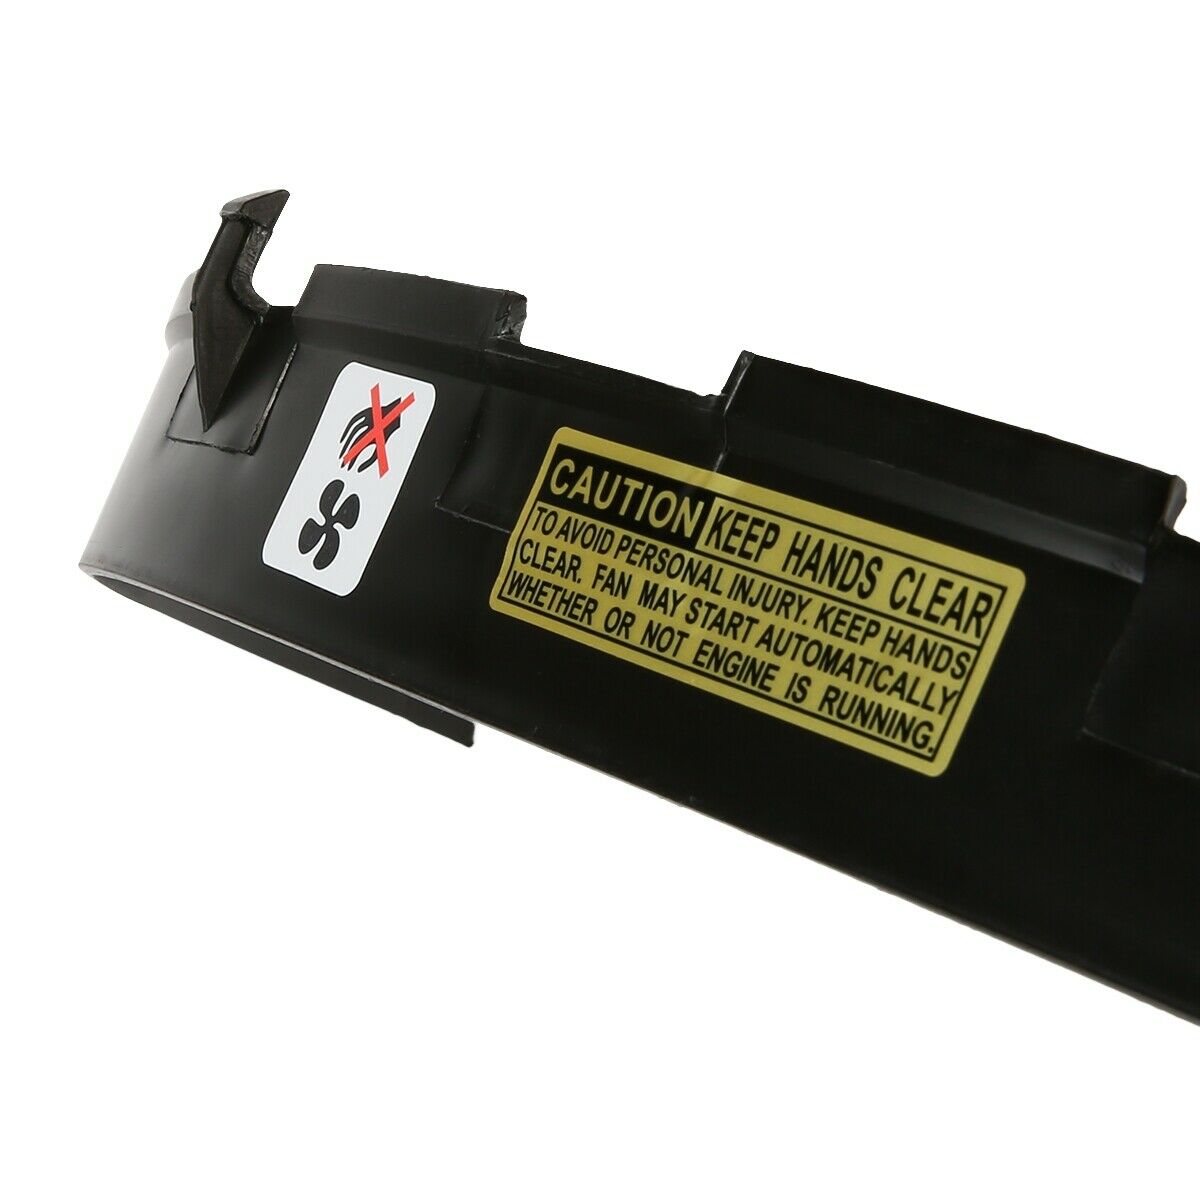 CAUTION KEEP HANDS CLEAR
TO AVOID PERSONAL INJURY. KEEP HANDS
CLEAR. FAN MAY START AUTOMATICALLY
WHETHER OR NOT ENGINE IS RUNNING.